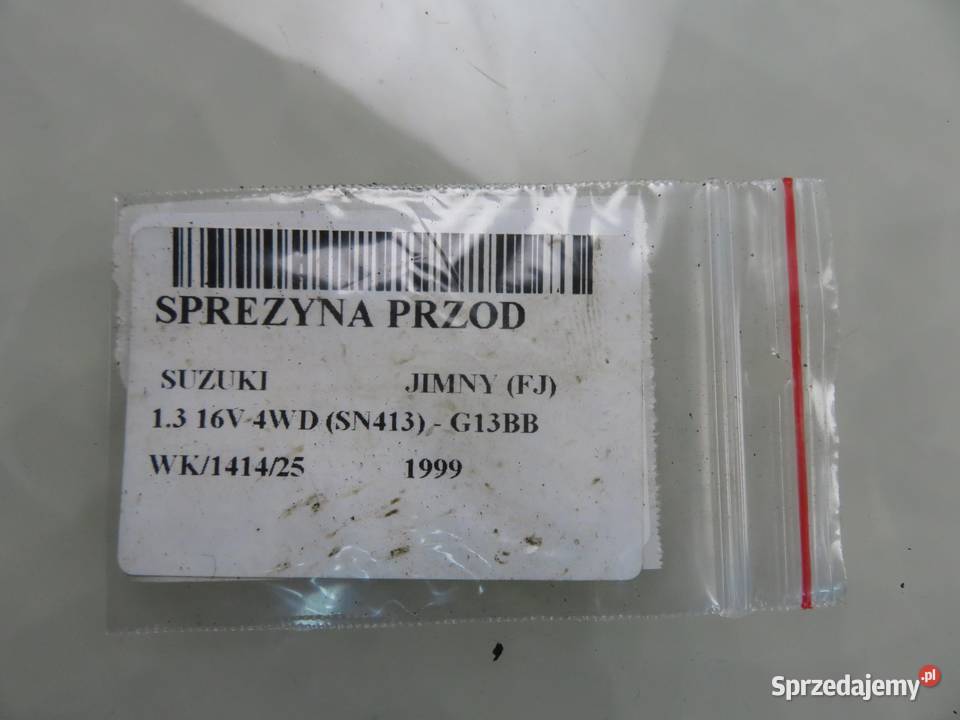 SPREZYNA PRZOD
SUZUKI JIMNY (FJ)
1.3 16V 4WD (SN413) - G13BB
WK/1414/25 1999
Sprzedajemy.pl